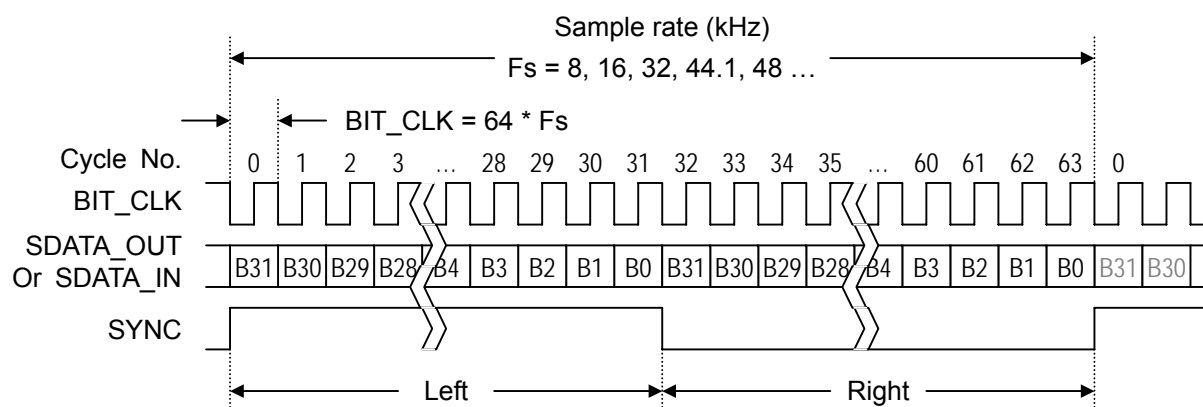 Sample rate (kHz)
Fs = 8, 16, 32, 44.1, 48 …
BIT_CLK = 64 * Fs
Cycle No. 0 1 2 3 … 28 29 30 31 32 33 34 35 … 60 61 62 63 0
BIT_CLK
SDATA_OUT
Or SDATA_IN
B31 B30 B29 B28 B4 B3 B2 B1 B0 B31 B30 B29 B28 B4 B3 B2 B1 B0 B31 B30
SYNC
Left Right